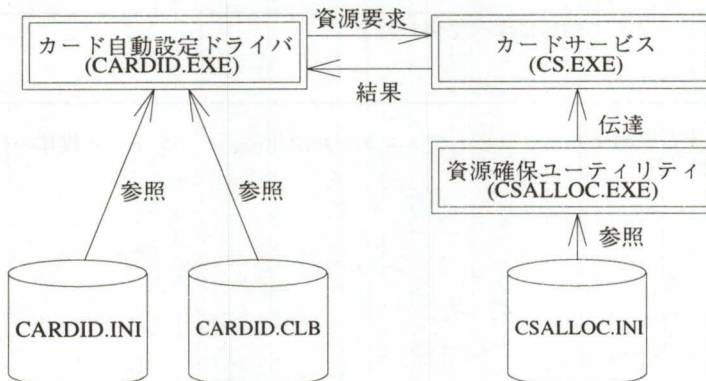 カード自動設定ドライバ
(CARDID.EXE)
資源要求
結果
カードサービス
(CS.EXE)
伝達
資源確保ユーティリティ
(CSALLOC.EXE)
参照
参照
参照
CARDID.INI
CARDID.CLB
CSALLOC.INI